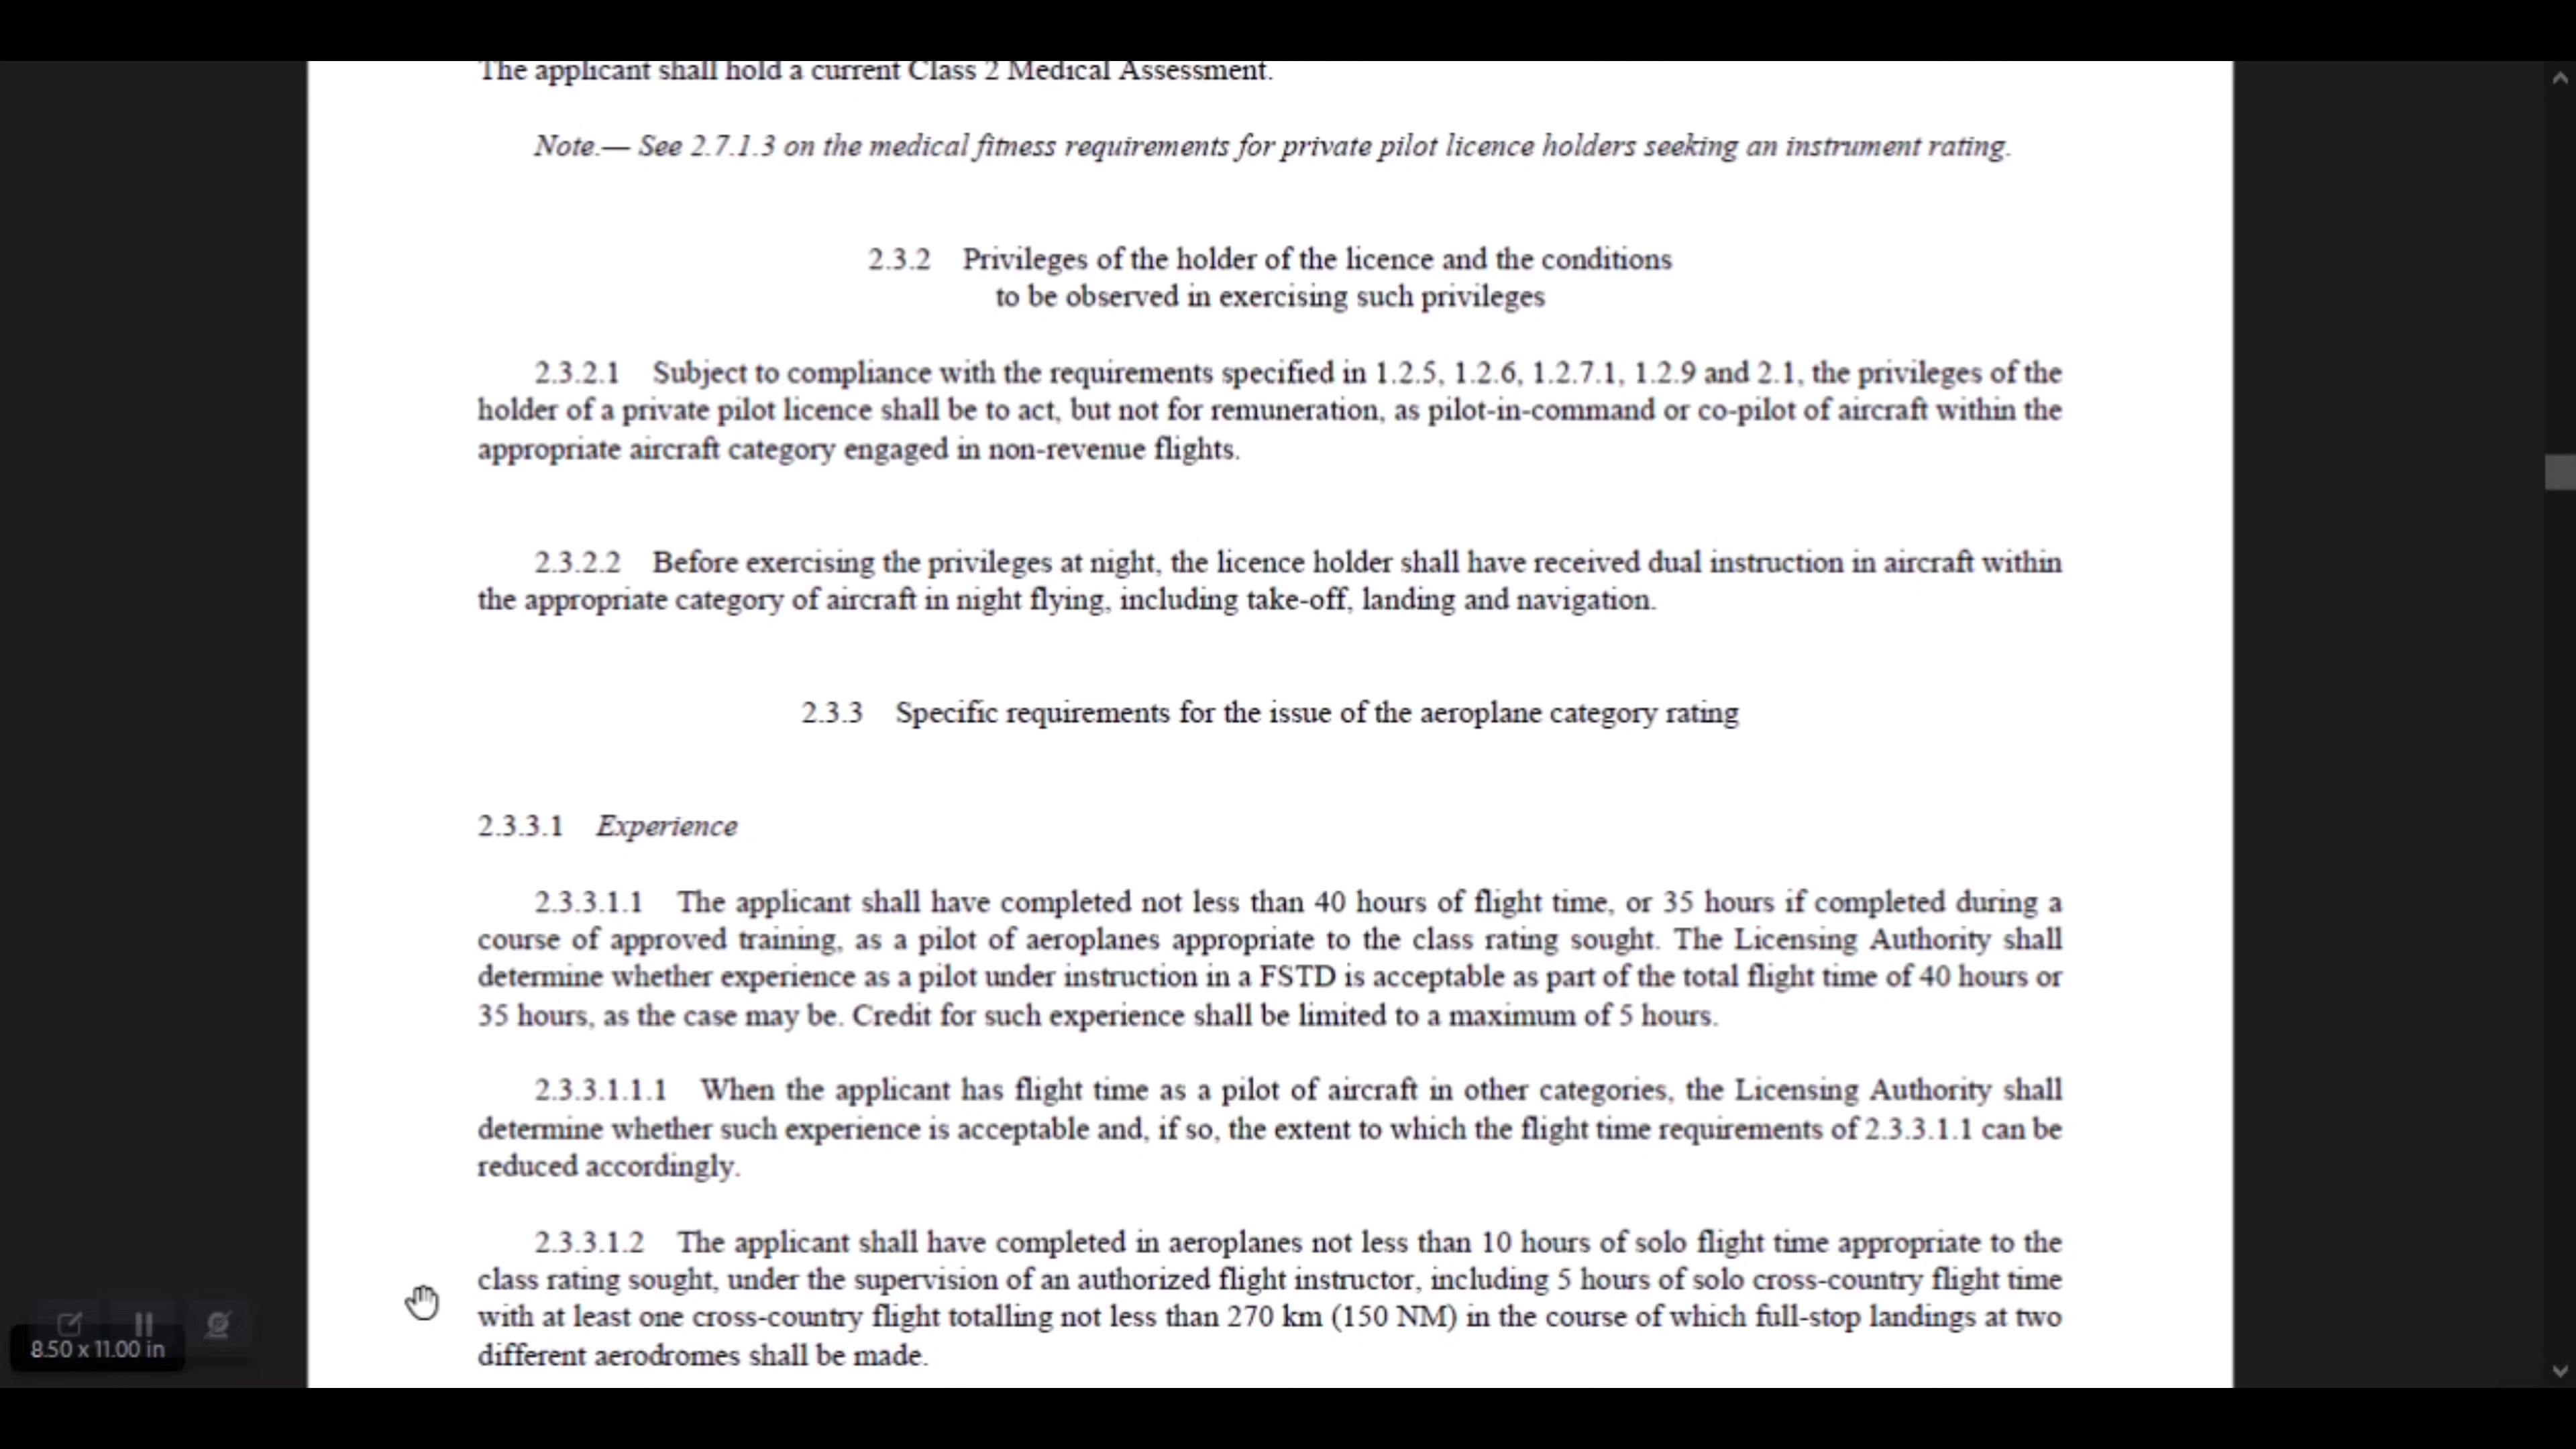 The applicant shall hold a current Class 2 Medical Assessment.
Note.— See 2.7.1.3 on the medical fitness requirements for private pilot licence holders seeking an instrument rating.
2.3.2 Privileges of the holder of the licence and the conditions
to be observed in exercising such privileges
2.3.2.1 Subject to compliance with the requirements specified in 1.2.5, 1.2.6, 1.2.7.1, 1.2.9 and 2.1, the privileges of the
holder of a private pilot licence shall be to act, but not for remuneration, as pilot-in-command or co-pilot of aircraft within the
appropriate aircraft category engaged in non-revenue flights.
2.3.2.2 Before exercising the privileges at night, the licence holder shall have received dual instruction in aircraft within
the appropriate category of aircraft in night flying, including take-off, landing and navigation.
2.3.3 Specific requirements for the issue of the aeroplane category rating
2.3.3.1 Experience
2.3.3.1.1 The applicant shall have completed not less than 40 hours of flight time, or 35 hours if completed during a
course of approved training, as a pilot of aeroplanes appropriate to the class rating sought. The Licensing Authority shall
determine whether experience as a pilot under instruction in a FSTD is acceptable as part of the total flight time of 40 hours or
35 hours, as the case may be. Credit for such experience shall be limited to a maximum of 5 hours.
2.3.3.1.1.1 When the applicant has flight time as a pilot of aircraft in other categories, the Licensing Authority shall
determine whether such experience is acceptable and, if so, the extent to which the flight time requirements of 2.3.3.1.1 can be
reduced accordingly.
2.3.3.1.2 The applicant shall have completed in aeroplanes not less than 10 hours of solo flight time appropriate to the
class rating sought, under the supervision of an authorized flight instructor, including 5 hours of solo cross-country flight time
with at least one cross-country flight totalling not less than 270 km (150 NM) in the course of which full-stop landings at two
different aerodromes shall be made.
8.50 x 11.00 in